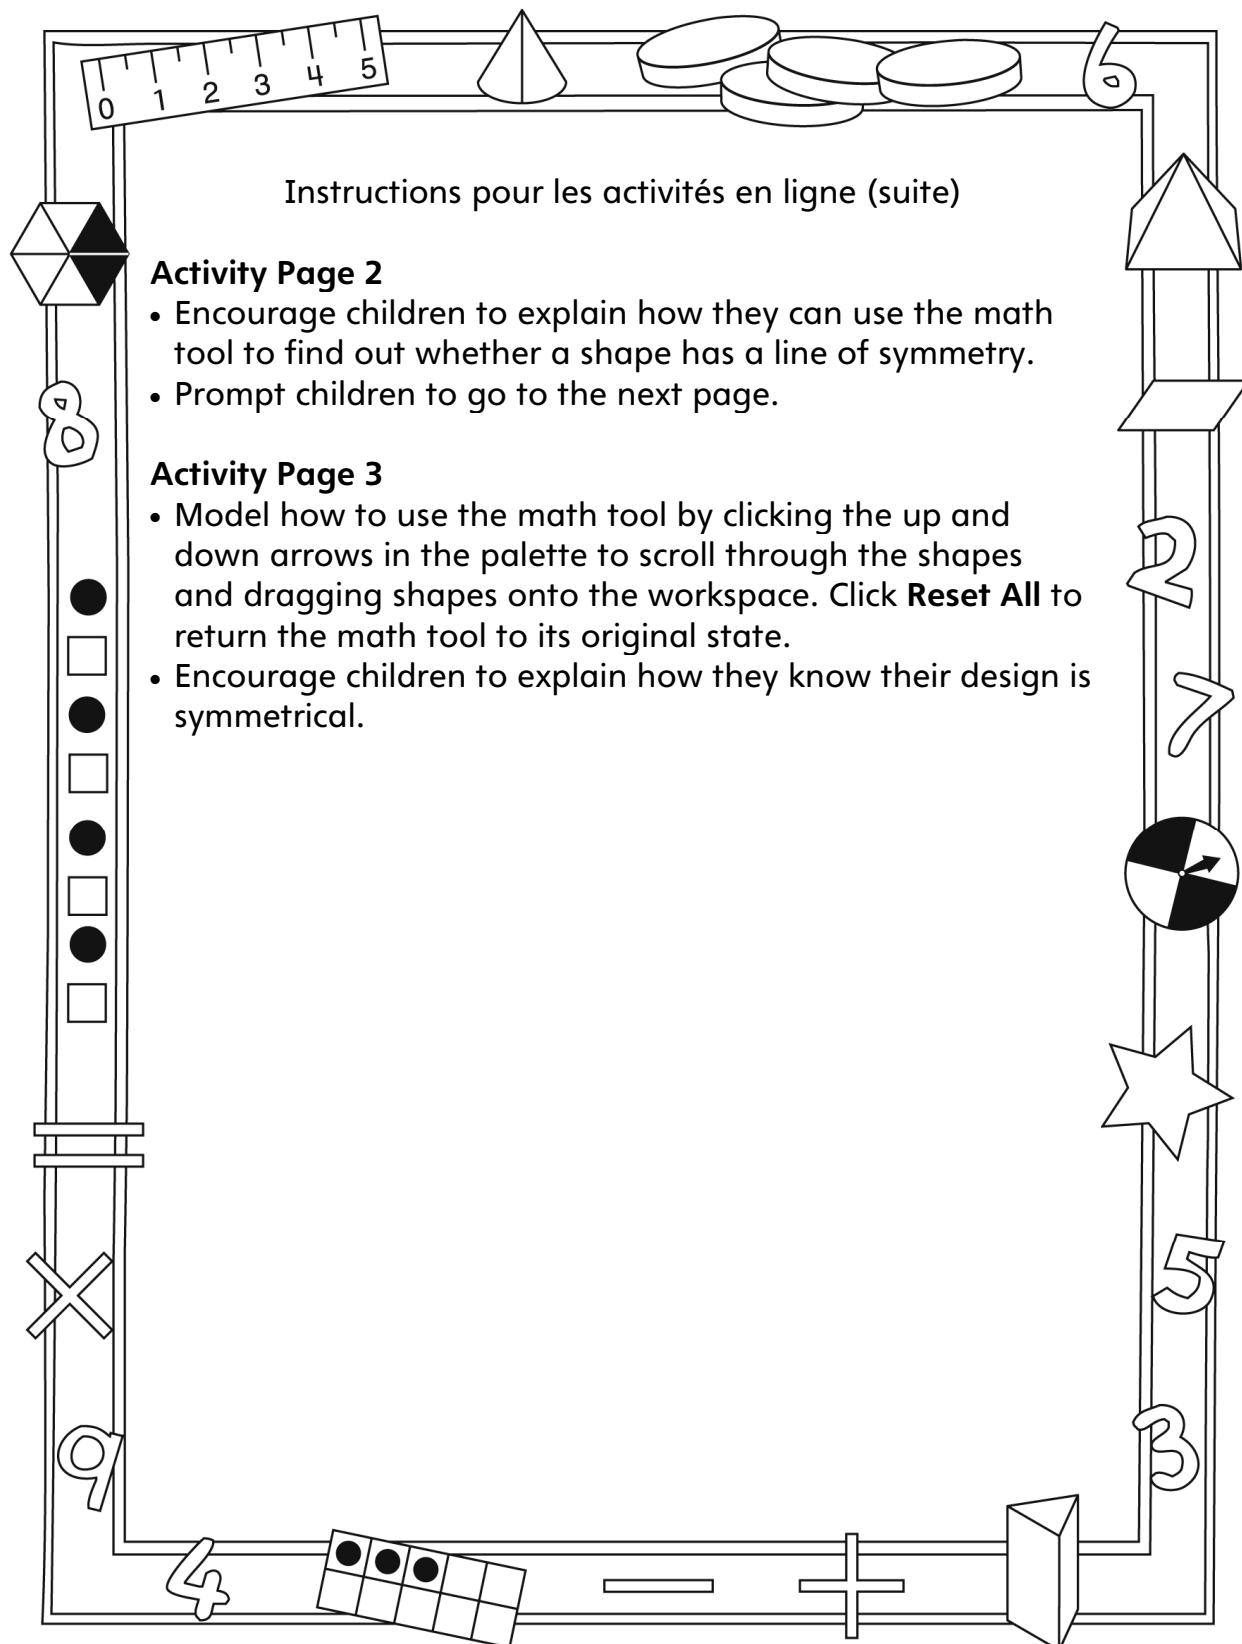 0 1 2 3 4 5
6
Instructions pour les activités en ligne (suite)
Activity Page 2
• Encourage children to explain how they can use the math
tool to find out whether a shape has a line of symmetry.
• Prompt children to go to the next page.
8
Activity Page 3
• Model how to use the math tool by clicking the up and
down arrows in the palette to scroll through the shapes
and dragging shapes onto the workspace. Click Reset All to
return the math tool to its original state.
• Encourage children to explain how they know their design is
symmetrical.
2
7
=
×
5
9
3
4
− +